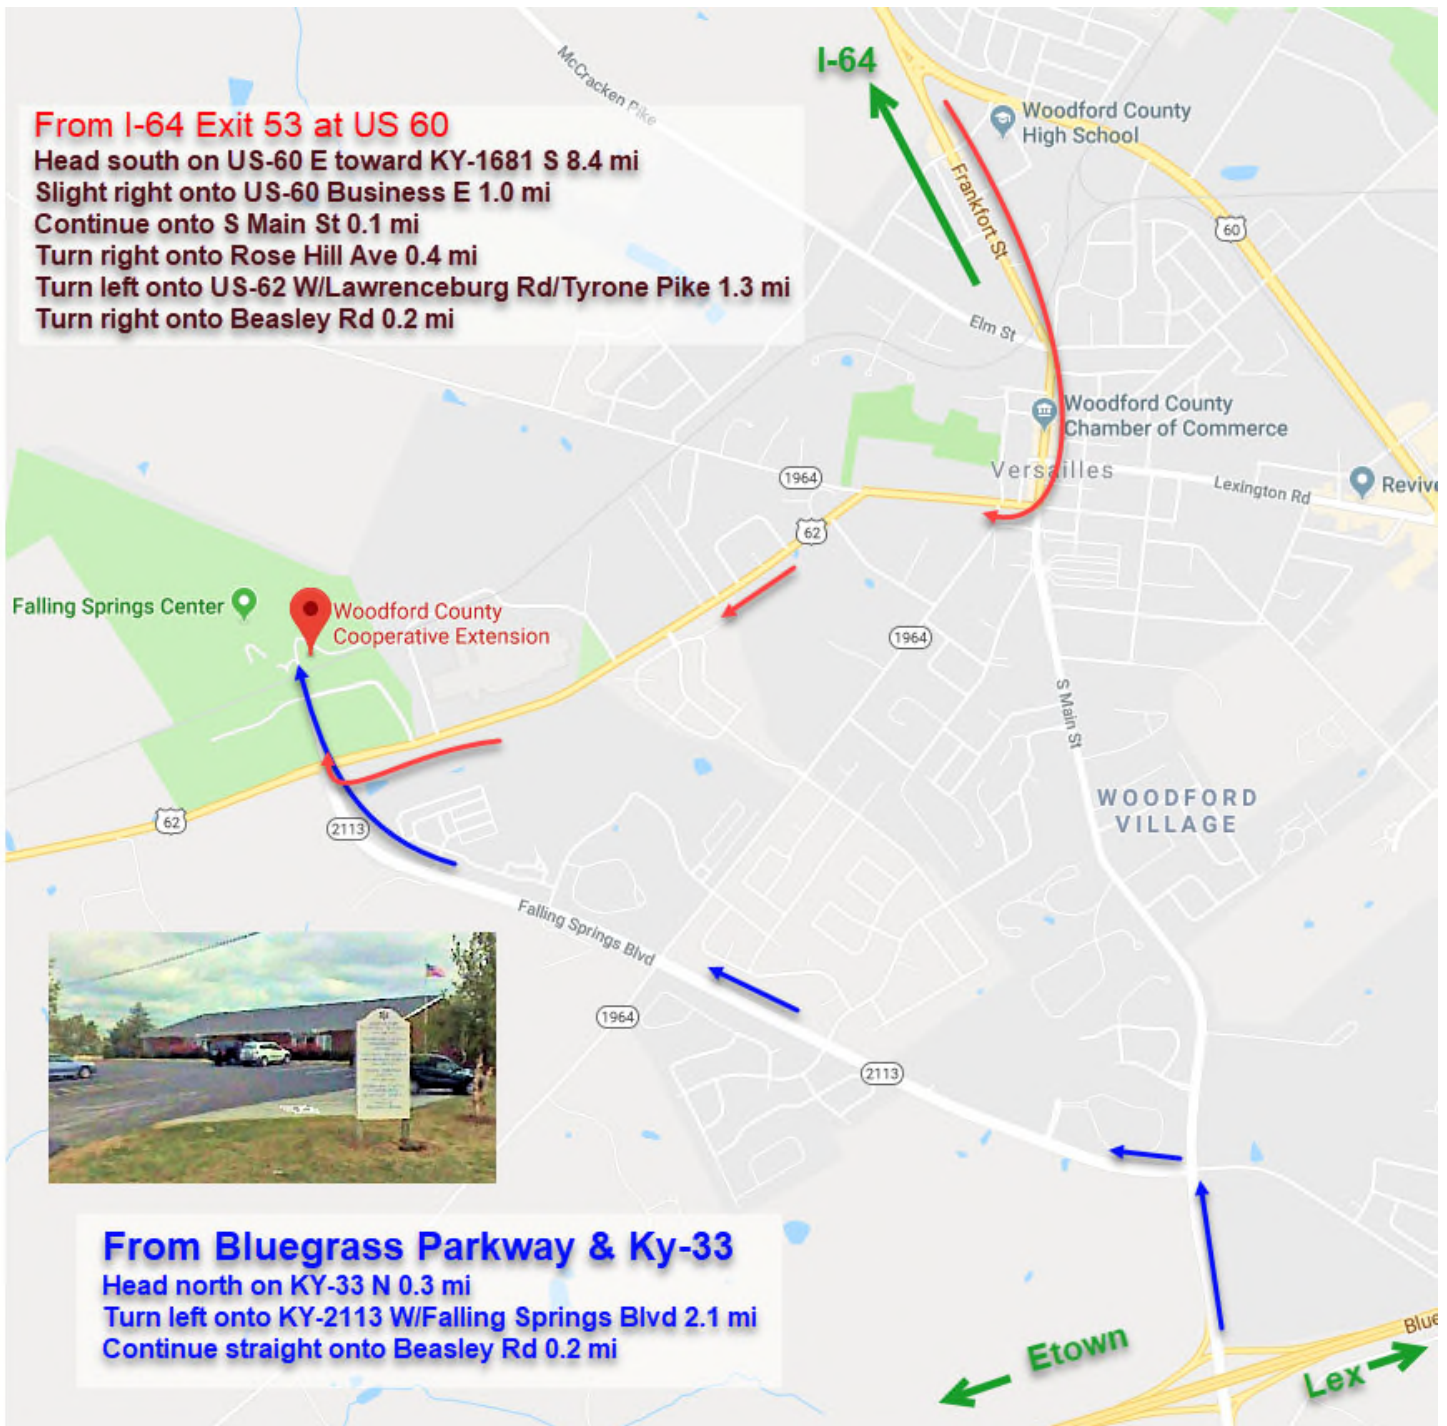 I-64
McCracken Pike
Woodford County
High School
From I-64 Exit 53 at US 60
Head south on US-60 E toward KY-1681 S 8.4 mi
Slight right onto US-60 Business E 1.0 mi
Continue onto S Main St 0.1 mi
Turn right onto Rose Hill Ave 0.4 mi
Turn left onto US-62 W/Lawrenceburg Rd/Tyrone Pike 1.3 mi
Turn right onto Beasley Rd 0.2 mi
Frankfort St
60
Elm St
Woodford County
Chamber of Commerce
Versailles
1964
Lexington Rd
Revive
62
Falling Springs Center
Woodford County
Cooperative Extension
1964
S Main St
WOODFORD
VILLAGE
62
2113
Falling Springs Blvd
1964
2113
From Bluegrass Parkway & Ky-33
Head north on KY-33 N 0.3 mi
Turn left onto KY-2113 W/Falling Springs Blvd 2.1 mi
Continue straight onto Beasley Rd 0.2 mi
Etown
Lex
Blue